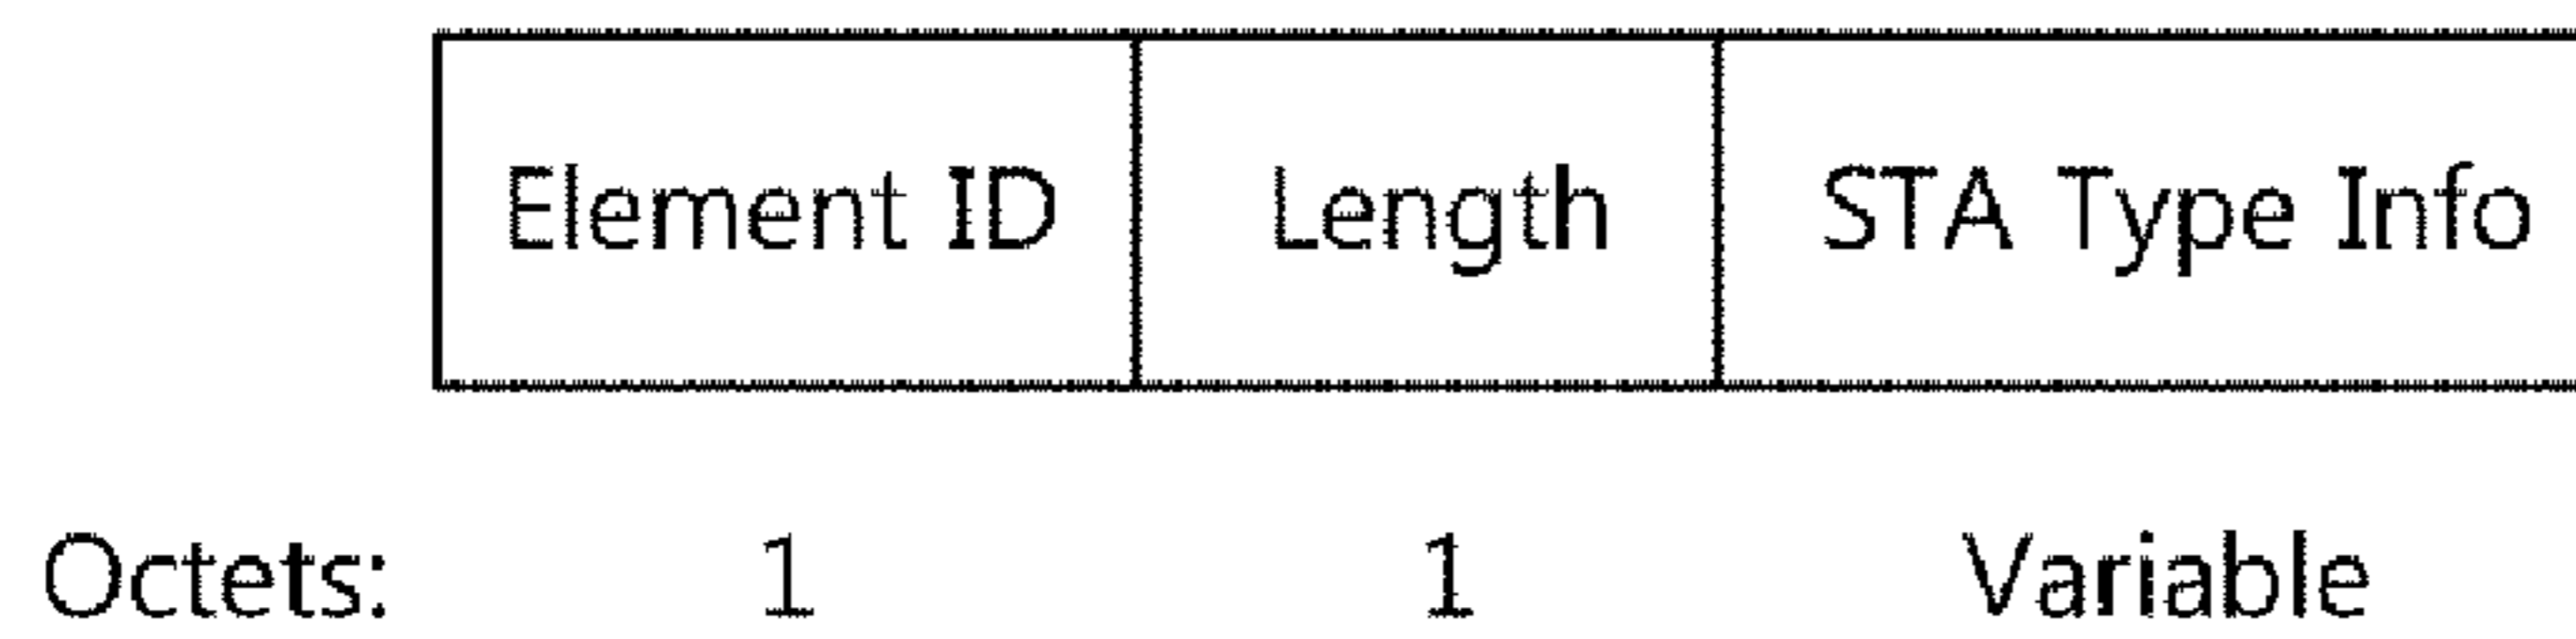 Element ID Length STA Type Info
Octets: 1 1 Variable